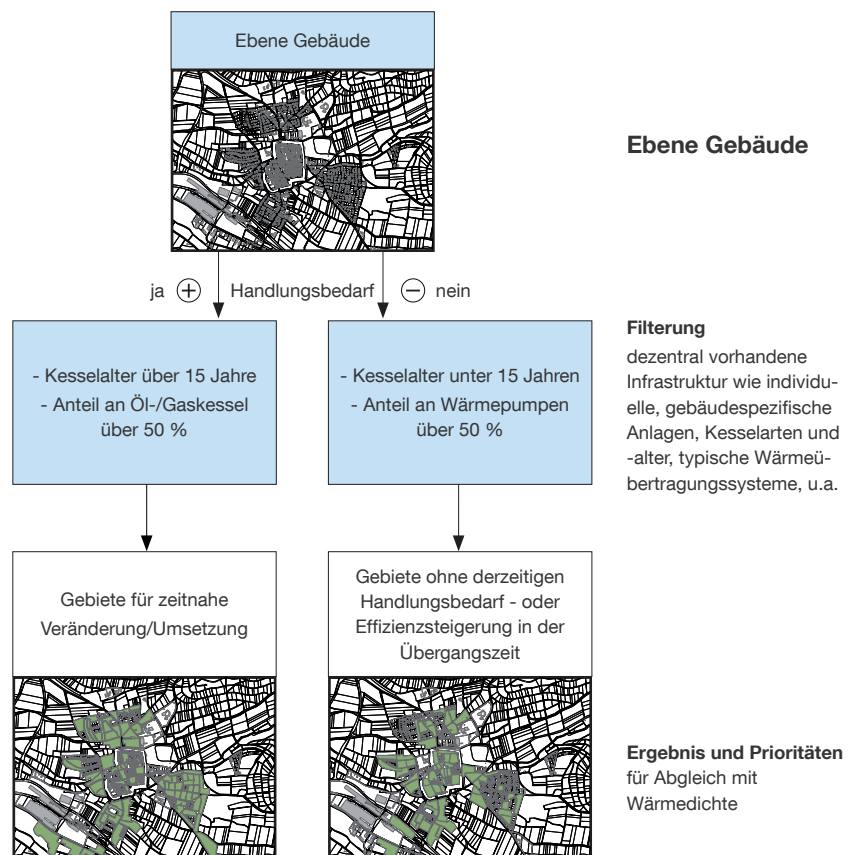 Ebene Gebäude
Ebene Gebäude
ja + Handlungsbedarf − nein
- Kesselalter über 15 Jahre
- Anteil an Öl-/Gaskessel
über 50 %
- Kesselalter unter 15 Jahren
- Anteil an Wärmepumpen
über 50 %
Filterung
dezentral vorhandene
Infrastruktur wie individu-
elle, gebäudespezifische
Anlagen, Kesselarten und
-alter, typische Wärmeü-
bertragungssysteme, u.a.
Gebiete für zeitnahe
Veränderung/Umsetzung
Gebiete ohne derzeitigen
Handlungsbedarf - oder
Effizienzsteigerung in der
Übergangszeit
Ergebnis und Prioritäten
für Abgleich mit
Wärmedichte